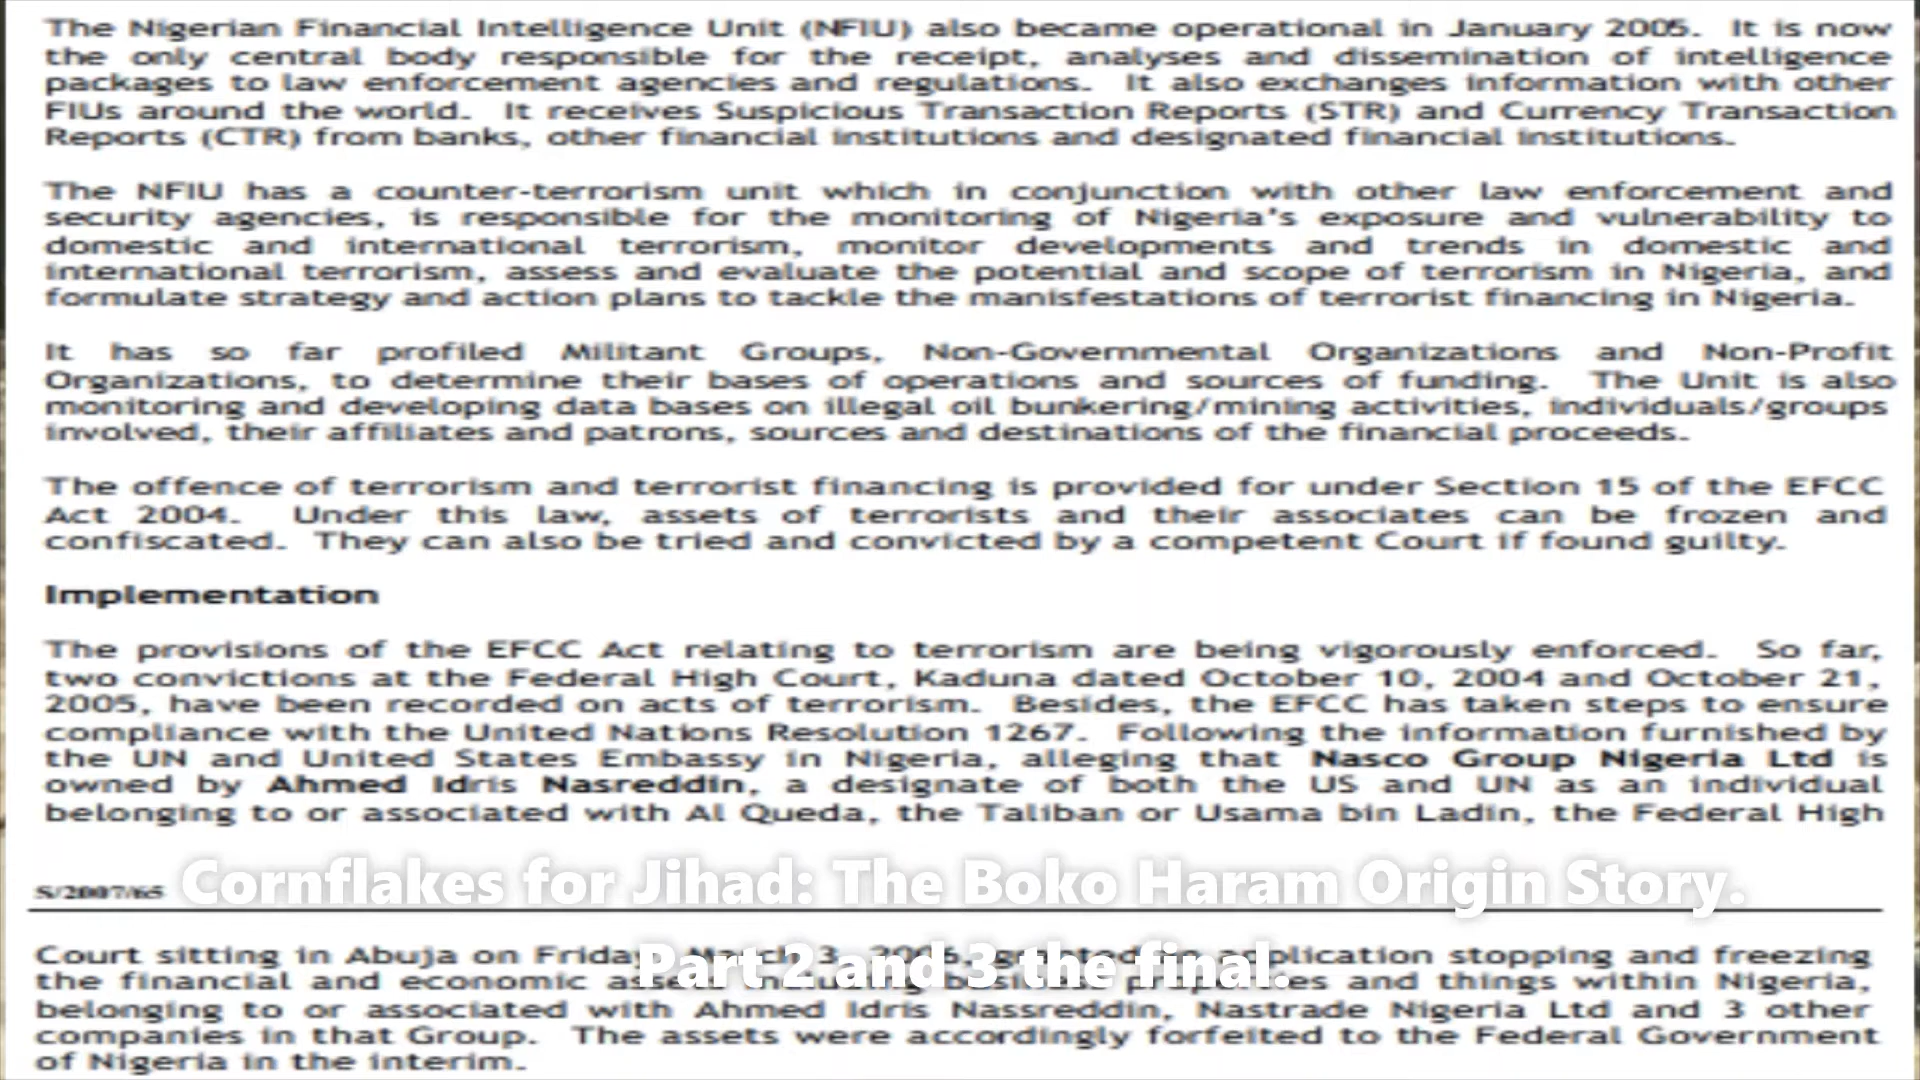 The Nigerian Financial Intelligence Unit (NFIU) also became operational in January 2005. It is now
the only central body responsible for the receipt, analyses and dissemination of intelligence
packages to law enforcement agencies and regulations. It also exchanges information with other
FIUs around the world. It receives Suspicious Transaction Reports (STR) and Currency Transaction
Reports (CTR) from banks, other financial institutions and designated financial institutions.
The NFIU has a counter-terrorism unit which in conjunction with other law enforcement and
security agencies, is responsible for the monitoring of Nigeria's exposure and vulnerability to
domestic and international terrorism, monitor developments and trends in domestic and
international terrorism, assess and evaluate the potential and scope of terrorism in Nigeria, and
formulate strategy and action plans to tackle the manisfestations of terrorist financing in Nigeria.
It has so far profiled Militant Groups, Non-Governmental Organizations and Non-Profit
Organizations, to determine their bases of operations and sources of funding. The Unit is also
monitoring and developing data bases on illegal oil bunkering/mining activities, individuals/groups
involved, their affiliates and patrons, sources and destinations of the financial proceeds.
The offence of terrorism and terrorist financing is provided for under Section 15 of the EFCC
Act 2004. Under this law, assets of terrorists and their associates can be frozen and
confiscated. They can also be tried and convicted by a competent Court if found guilty.
Implementation
The provisions of the EFCC Act relating to terrorism are being vigorously enforced. So far,
two convictions at the Federal High Court, Kaduna dated October 10, 2004 and October 21,
2005, have been recorded on acts of terrorism. Besides, the EFCC has taken steps to ensure
compliance with the United Nations Resolution 1267. Following the information furnished by
the UN and United States Embassy in Nigeria, alleging that Nasco Group Nigeria Ltd is
owned by Ahmed Idris Nasreddin, a designate of both the US and UN as an individual
belonging to or associated with Al Queda, the Taliban or Usama bin Ladin, the Federal High
Cornflakes for Jihad: The Boko Haram Origin Story.
S/2007/65
Part 2 and 3 the final.
Court sitting in Abuja on Friday March 3, 2006, granted application stopping and freezing
the financial and economic and things within Nigeria,
belonging to or associated with Ahmed Idris Nassreddin, Nastrade Nigeria Ltd and 3 other
companies in that Group. The assets were accordingly forfeited to the Federal Government
of Nigeria in the interim.